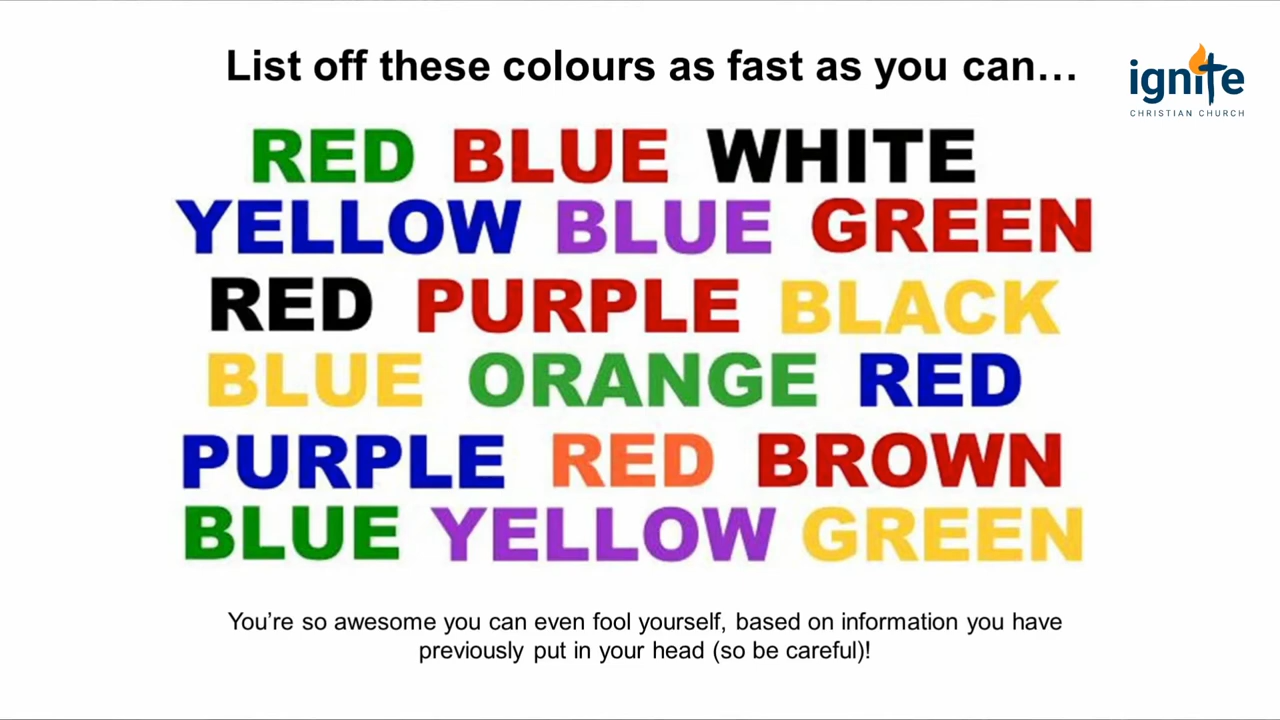 List off these colours as fast as you can...
ignite
CHRISTIAN CHURCH
RED BLUE WHITE
YELLOW BLUE GREEN
RED PURPLE BLACK
BLUE ORANGE RED
PURPLE RED BROWN
BLUE YELLOW GREEN
You're so awesome you can even fool yourself, based on information you have
previously put in your head (so be careful)!